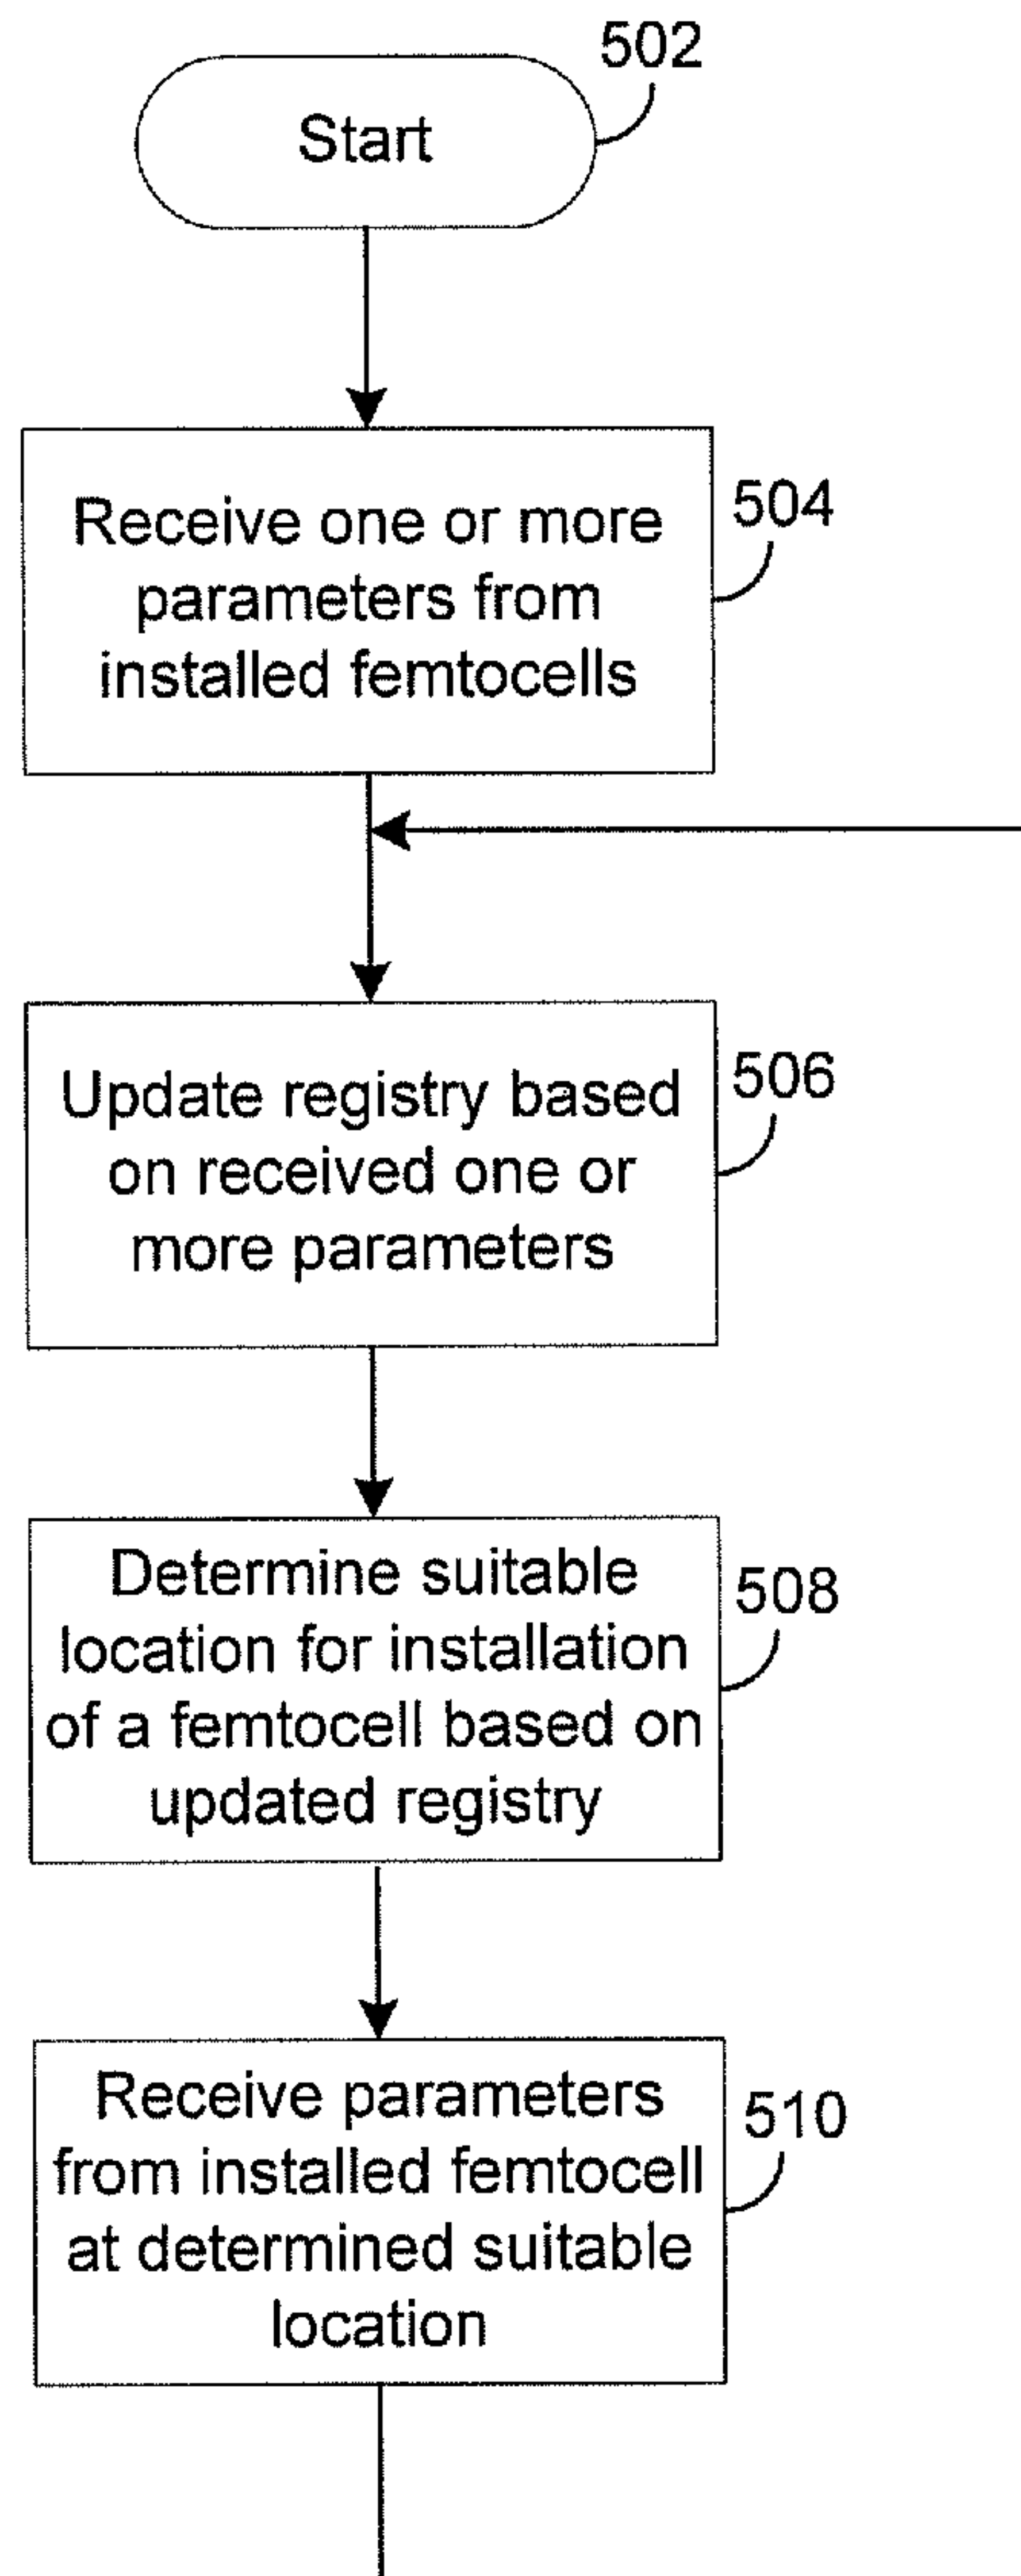 502
Start
504
Receive one or more
parameters from
installed femtocells
506
Update registry based
on received one or
more parameters
508
Determine suitable
location for installation
of a femtocell based on
updated registry
510
Receive parameters
from installed femtocell
at determined suitable
location